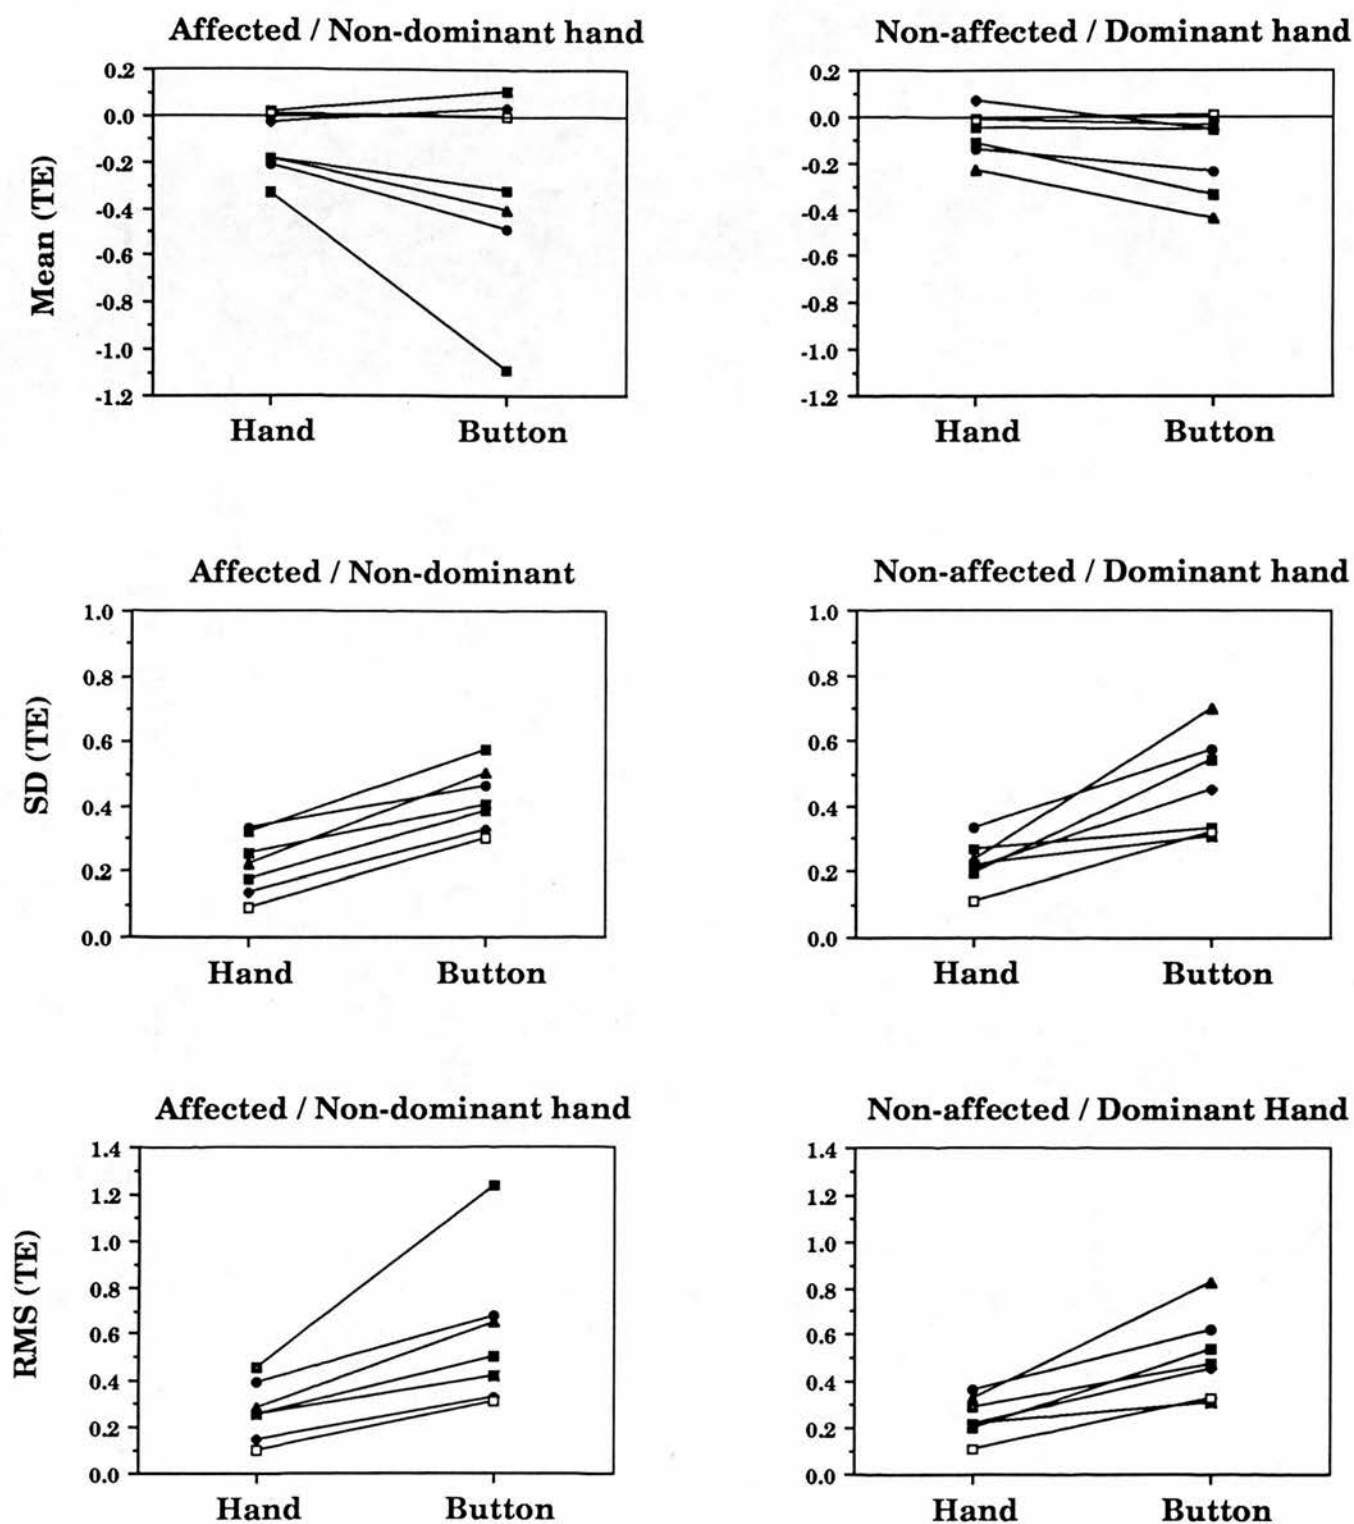 Affected / Non-dominant hand
Non-affected / Dominant hand
Mean (TE)
0.2
0.0
-0.2
-0.4
-0.6
-0.8
-1.0
-1.2
Hand Button
0.2
0.0
-0.2
-0.4
-0.6
-0.8
-1.0
-1.2
Hand Button
Affected / Non-dominant
Non-affected / Dominant hand
SD (TE)
1.0
0.8
0.6
0.4
0.2
0.0
Hand Button
1.0
0.8
0.6
0.4
0.2
0.0
Hand Button
Affected / Non-dominant hand
Non-affected / Dominant Hand
RMS (TE)
1.4
1.2
1.0
0.8
0.6
0.4
0.2
0.0
Hand Button
1.4
1.2
1.0
0.8
0.6
0.4
0.2
0.0
Hand Button